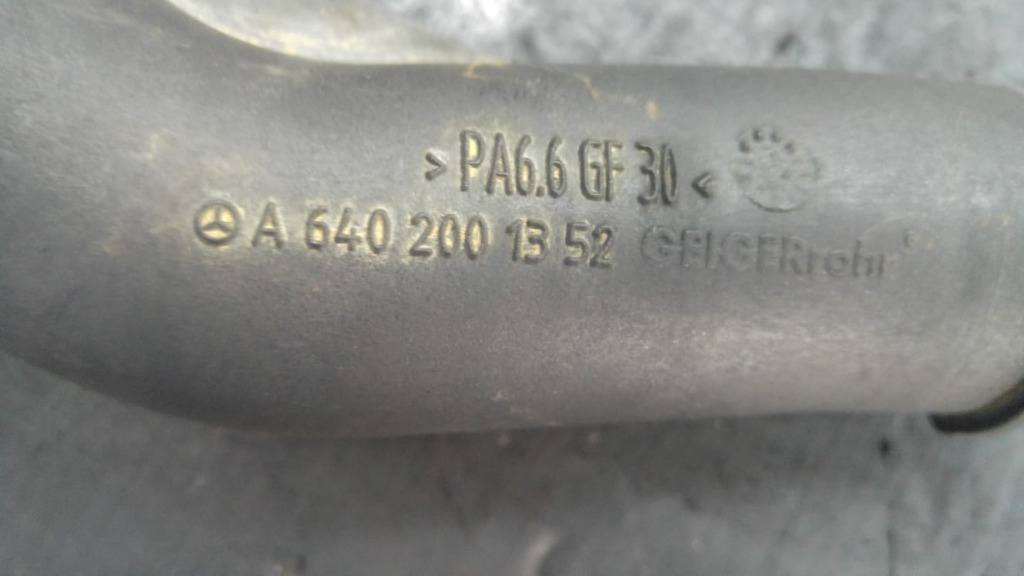 >PA6.6 GF 30<
A 640 200 13 52 GEIGERrohr